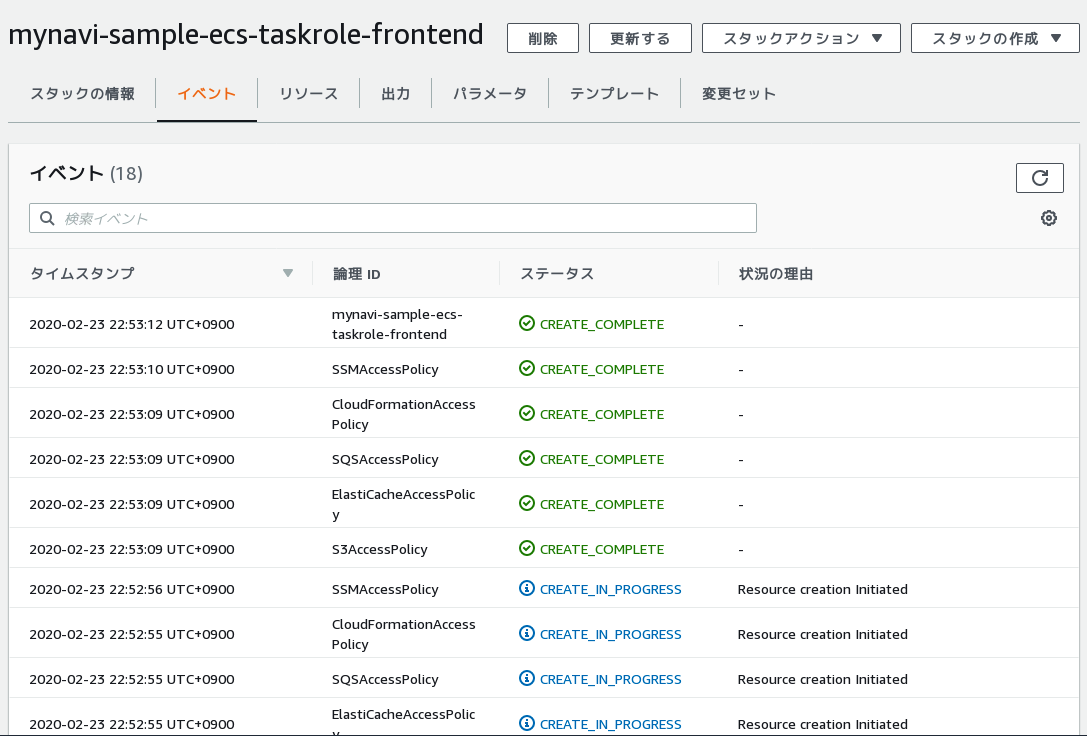 mynavi-sample-ecs-taskrole-frontend 削除 更新する スタックアクション ▼ スタックの作成 ▼
スタックの情報 イベント リソース 出力 パラメータ テンプレート 変更セット
イベント (18)
検索イベント
タイムスタンプ ▼ 論理 ID ステータス 状況の理由
2020-02-23 22:53:12 UTC+0900 mynavi-sample-ecs- CREATE_COMPLETE -
taskrole-frontend
2020-02-23 22:53:10 UTC+0900 SSMAccessPolicy CREATE_COMPLETE -
2020-02-23 22:53:09 UTC+0900 CloudFormationAccess CREATE_COMPLETE -
Policy
2020-02-23 22:53:09 UTC+0900 SQSAccessPolicy CREATE_COMPLETE -
2020-02-23 22:53:09 UTC+0900 ElastiCacheAccessPolic CREATE_COMPLETE -
y
2020-02-23 22:53:09 UTC+0900 S3AccessPolicy CREATE_COMPLETE -
2020-02-23 22:52:56 UTC+0900 SSMAccessPolicy CREATE_IN_PROGRESS Resource creation Initiated
2020-02-23 22:52:55 UTC+0900 CloudFormationAccess CREATE_IN_PROGRESS Resource creation Initiated
Policy
2020-02-23 22:52:55 UTC+0900 SQSAccessPolicy CREATE_IN_PROGRESS Resource creation Initiated
2020-02-23 22:52:55 UTC+0900 ElastiCacheAccessPolic CREATE_IN_PROGRESS Resource creation Initiated
y